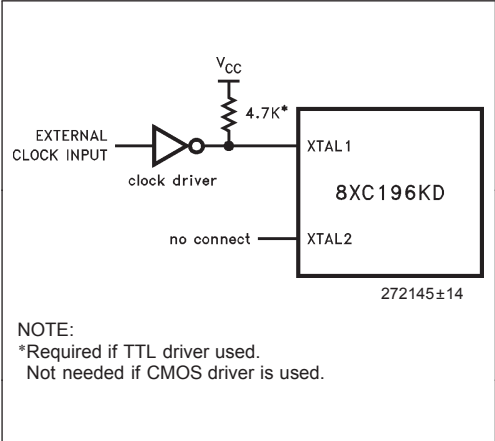 V_CC
4.7K*
EXTERNAL
CLOCK INPUT
clock driver
XTAL1
8XC196KD
no connect
XTAL2
272145±14
NOTE:
*Required if TTL driver used.
Not needed if CMOS driver is used.